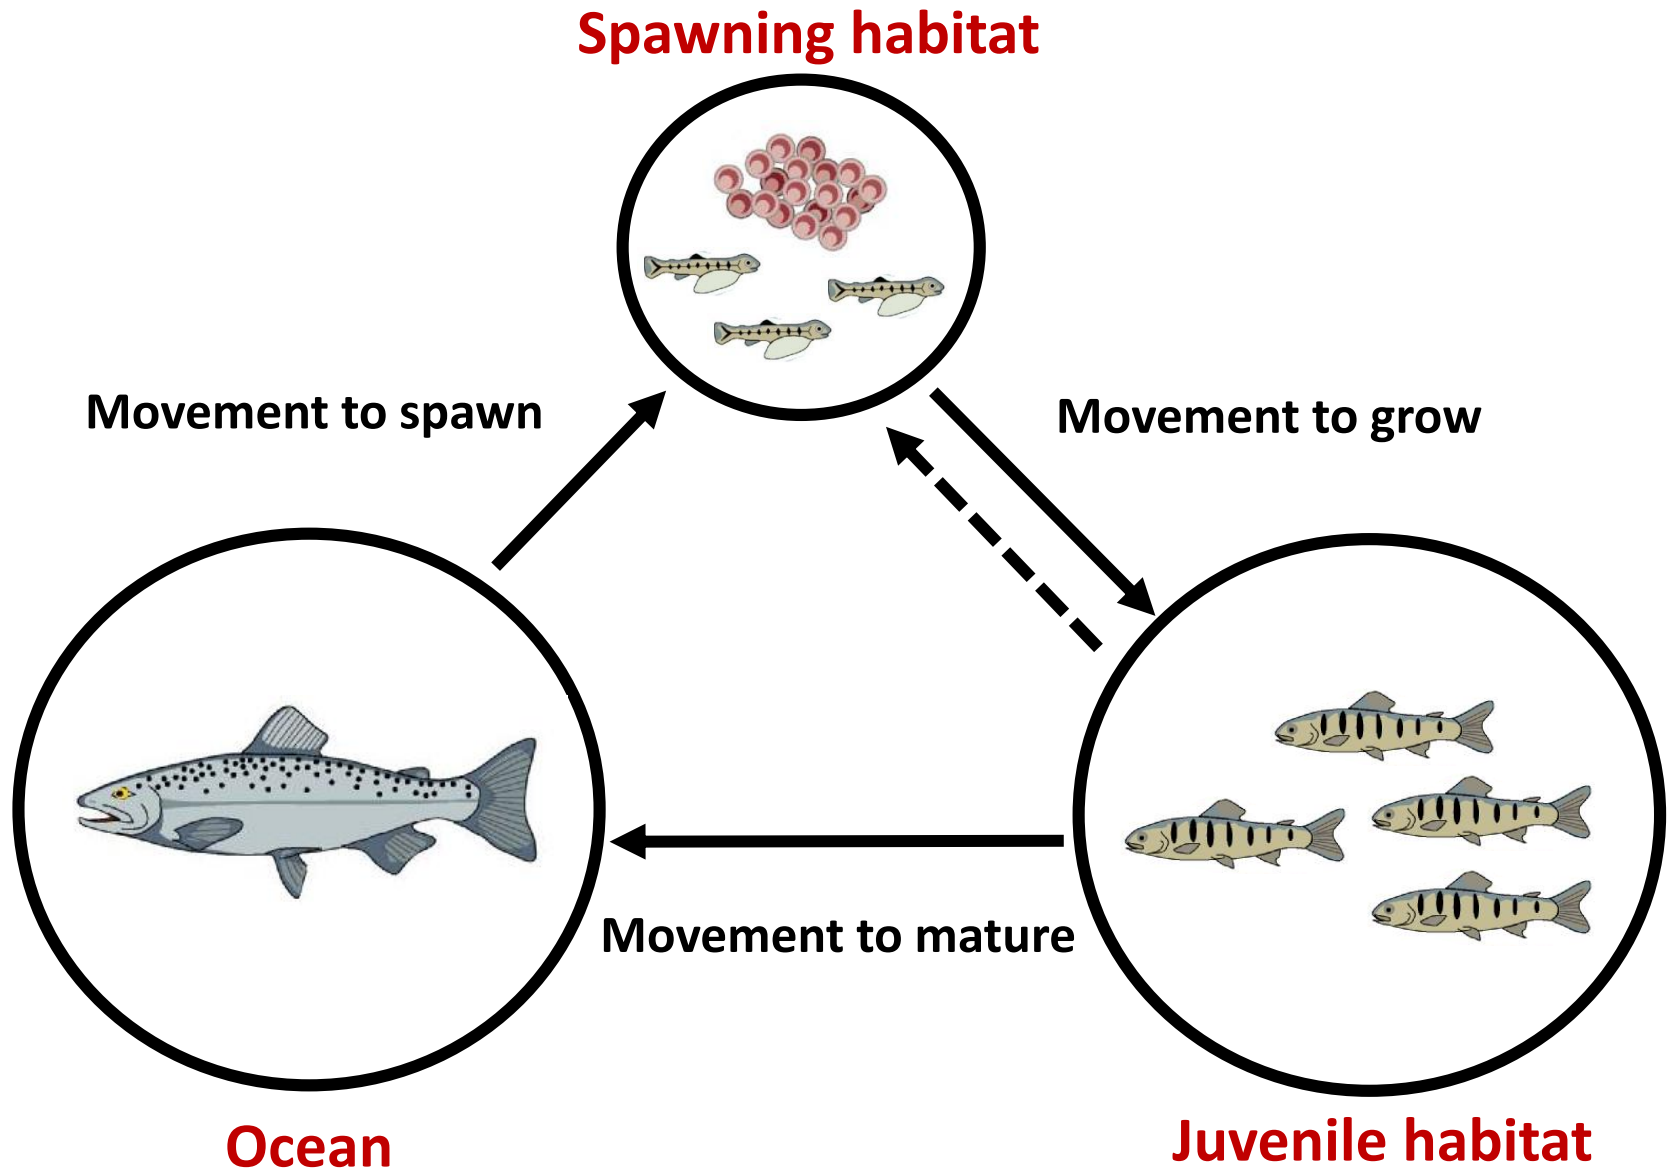 Spawning habitat
Movement to spawn
Movement to grow
Movement to mature
Ocean
Juvenile habitat